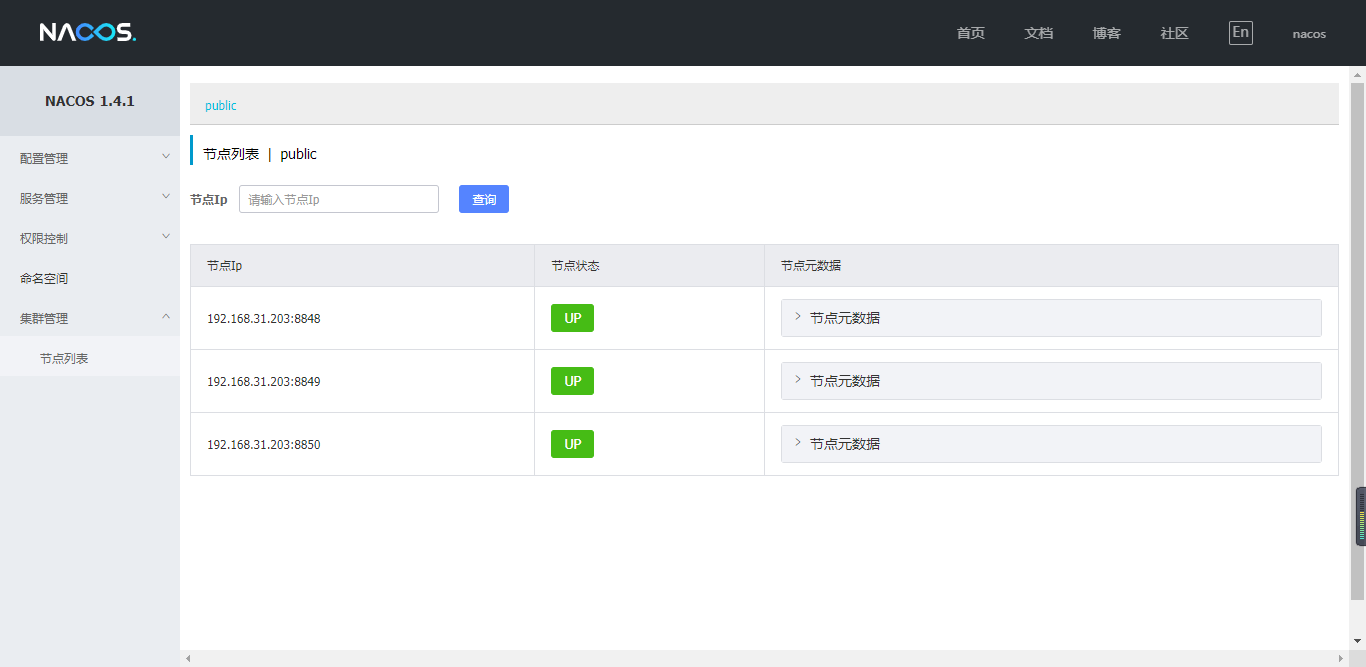 NACOS.
首页 文档 博客 社区 En nacos
NACOS 1.4.1
配置管理
服务管理
权限控制
命名空间
集群管理
节点列表
public
节点列表 | public
节点Ip 请输入节点Ip 查询
节点Ip 节点状态 节点元数据
192.168.31.203:8848 UP 节点元数据
192.168.31.203:8849 UP 节点元数据
192.168.31.203:8850 UP 节点元数据